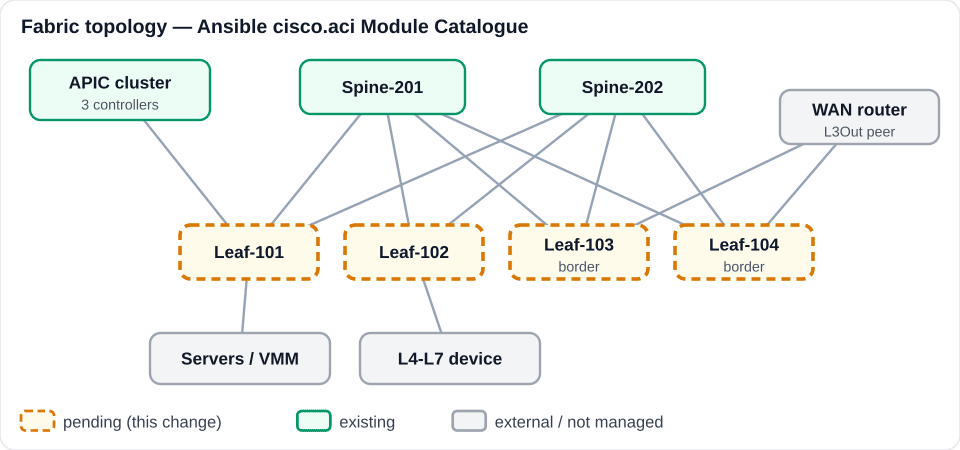 Fabric topology — Ansible cisco.aci Module Catalogue
APIC cluster
3 controllers
Spine-201
Spine-202
WAN router
L3Out peer
Leaf-101
Leaf-102
Leaf-103
border
Leaf-104
border
Servers / VMM
L4-L7 device
pending (this change)
existing
external / not managed